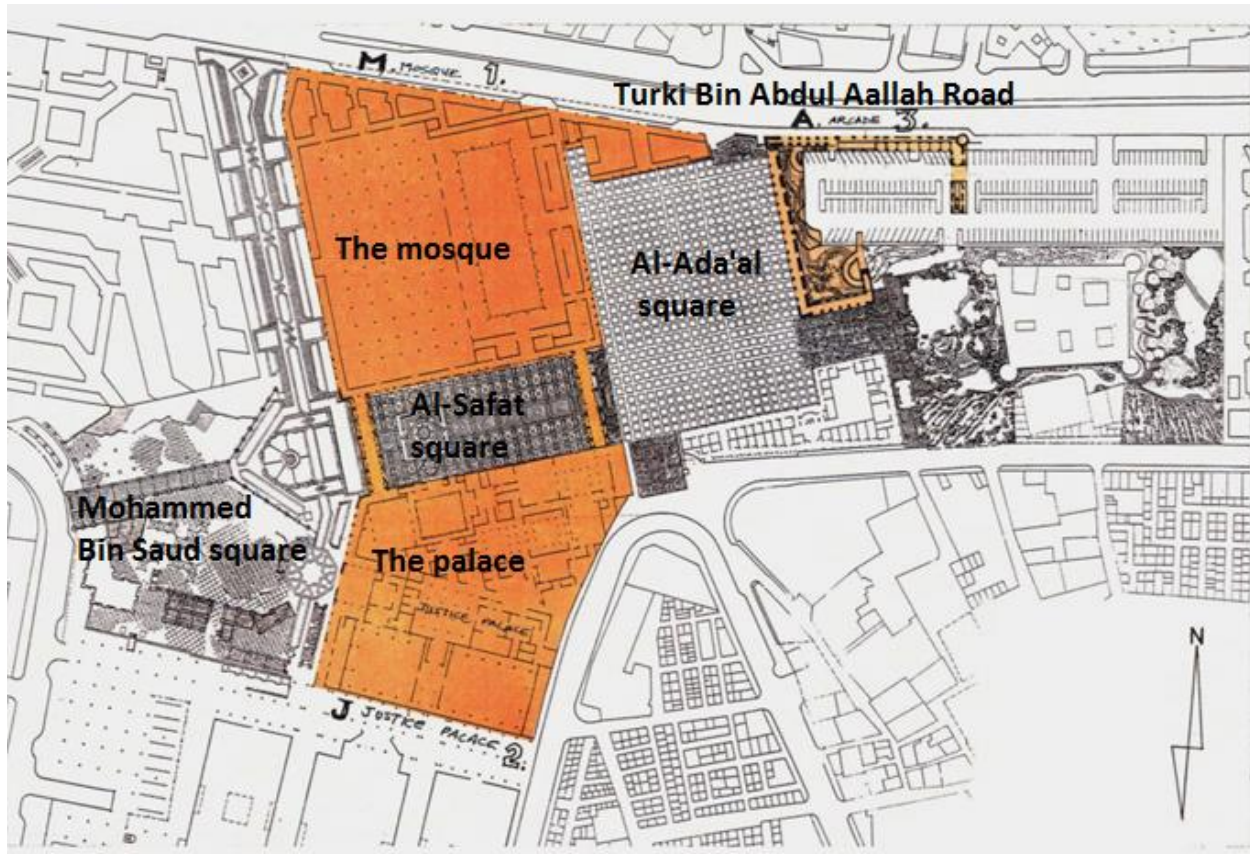 M. MOSQUE 1.
Turki Bin Abdul Aallah Road
A. ARCADE 3.
The mosque
Al-Ada'al
square
Al-Safat
square
Mohammed
Bin Saud square
The palace
JUSTICE PALACE
J. JUSTICE PALACE 2.
N